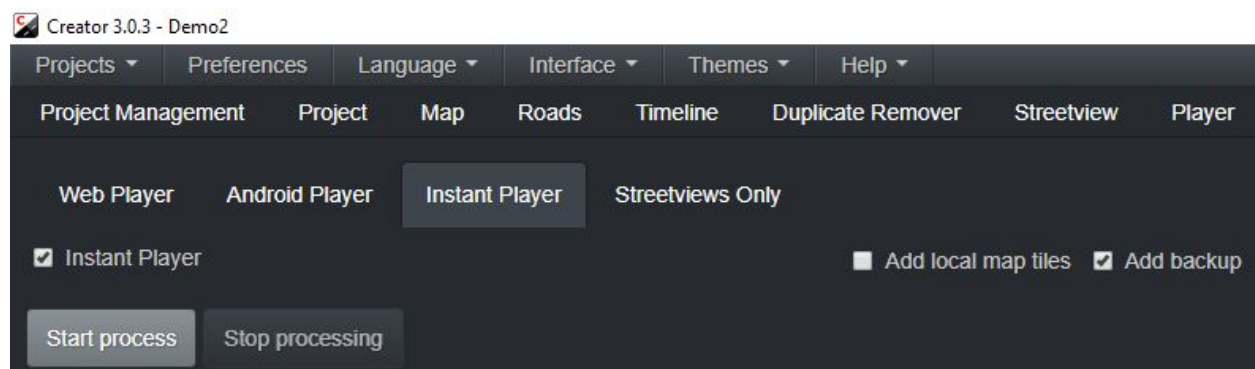 Creator 3.0.3 - Demo2
Projects Preferences Language Interface Themes Help
Project Management Project Map Roads Timeline Duplicate Remover Streetview Player
Web Player Android Player Instant Player Streetviews Only
Instant Player Add local map tiles Add backup
Start process Stop processing